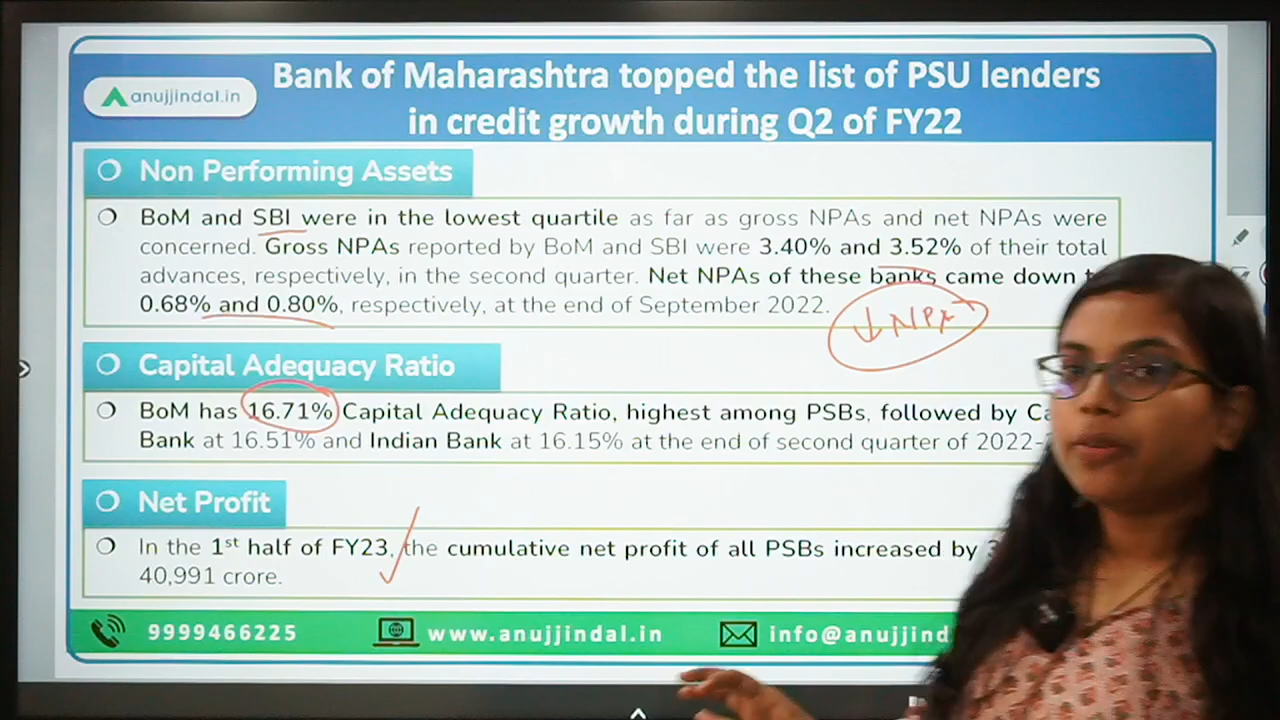 anujjindal.in
Bank of Maharashtra topped the list of PSU lenders
in credit growth during Q2 of FY22
Non Performing Assets
BoM and SBI were in the lowest quartile as far as gross NPAs and net NPAs were
concerned. Gross NPAs reported by BoM and SBI were 3.40% and 3.52% of their total
advances, respectively, in the second quarter. Net NPAs of these banks came down
0.68% and 0.80%, respectively, at the end of September 2022.
↓ NPA
Capital Adequacy Ratio
BoM has 16.71% Capital Adequacy Ratio, highest among PSBs, followed by
Bank at 16.51% and Indian Bank at 16.15% at the end of second quarter of 2022-
Net Profit
In the 1st half of FY23, the cumulative net profit of all PSBs increased by
40,991 crore.
9999466225
www.anujjindal.in
info@anujjind